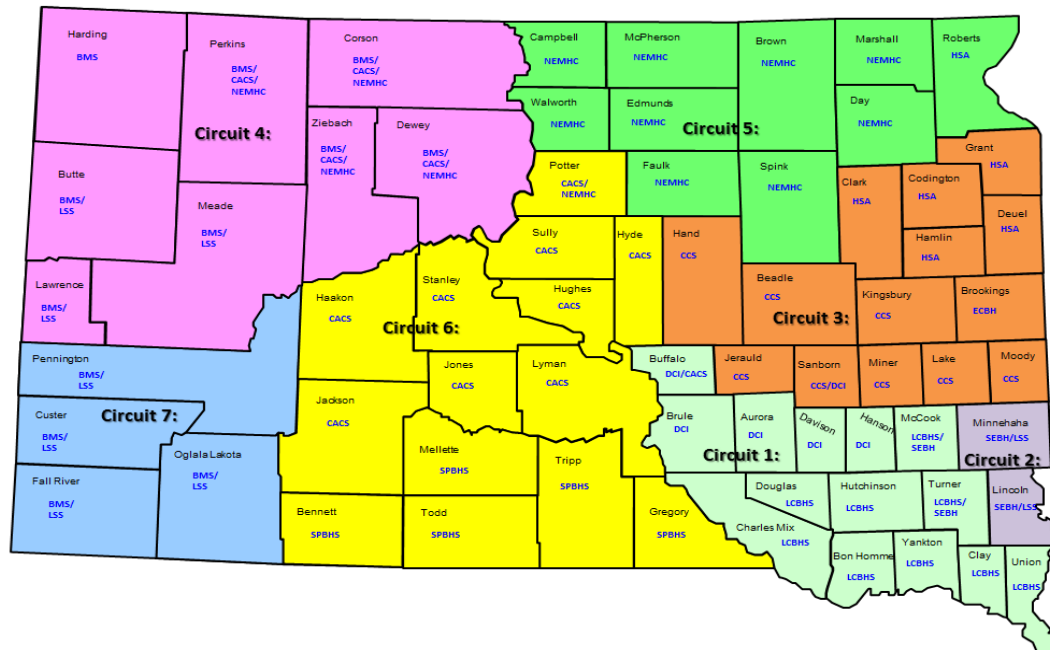 Harding
BMS
Perkins
BMS/
CACS/
NEMHC
Corson
BMS/
CACS/
NEMHC
Campbell
NEMHC
McPherson
NEMHC
Brown
NEMHC
Marshall
NEMHC
Roberts
HSA
Circuit 4:
Ziebach
BMS/
CACS/
NEMHC
Dewey
BMS/
CACS/
NEMHC
Walworth
NEMHC
Edmunds
NEMHC
Circuit 5:
Day
NEMHC
Grant
HSA
Butte
BMS/
LSS
Meade
BMS/
LSS
Potter
CACS/
NEMHC
Faulk
NEMHC
Spink
NEMHC
Clark
HSA
Codington
HSA
Deuel
HSA
Hamlin
HSA
Sully
CACS
Hyde
CACS
Hand
CCS
Lawrence
BMS/
LSS
Haakon
CACS
Stanley
CACS
Hughes
CACS
Circuit 6:
Beadle
CCS
Circuit 3:
Kingsbury
CCS
Brookings
ECBH
Pennington
BMS/
LSS
Jones
CACS
Lyman
CACS
Buffalo
DCI/CACS
Jerauld
CCS
Sanborn
CCS/DCI
Miner
CCS
Lake
CCS
Moody
CCS
Custer
BMS/
LSS
Circuit 7:
Jackson
CACS
Brule
DCI
Aurora
DCI
Davison
DCI
Hanson
DCI
McCook
LCBHS/
SEBH
Minnehaha
SEBH/LSS
Circuit 1:
Circuit 2:
Oglala Lakota
BMS/
LSS
Mellette
SPBHS
Tripp
SPBHS
Fall River
BMS/
LSS
Douglas
LCBHS
Hutchinson
LCBHS
Turner
LCBHS/
SEBH
Lincoln
SEBH/LSS
Bennett
SPBHS
Todd
SPBHS
Gregory
SPBHS
Charles Mix
LCBHS
Bon Homme
LCBHS
Yankton
LCBHS
Clay
LCBHS
Union
LCBHS